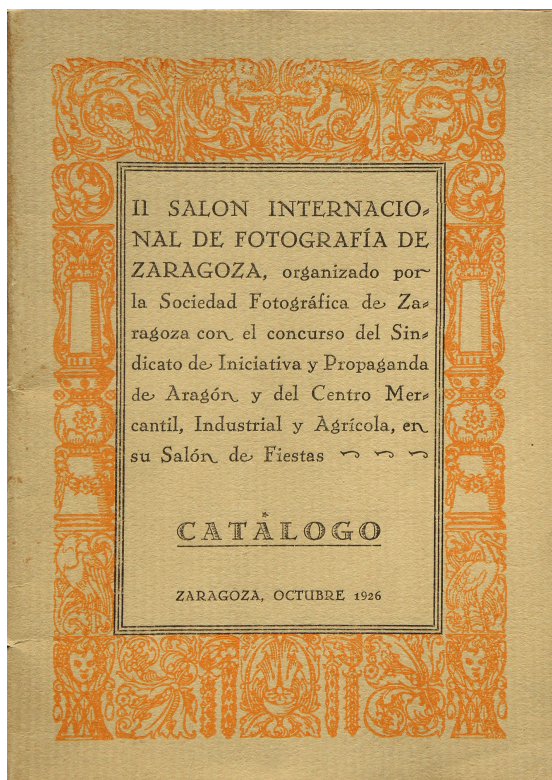 II SALON INTERNACIO-
NAL DE FOTOGRAFÍA DE
ZARAGOZA, organizado por
la Sociedad Fotográfica de Za-
ragoza con el concurso del Sin-
dicato de Iniciativa y Propaganda
de Aragón y del Centro Mer-
cantil, Industrial y Agrícola, en
su Salón de Fiestas
CATÁLOGO
ZARAGOZA, OCTUBRE 1926